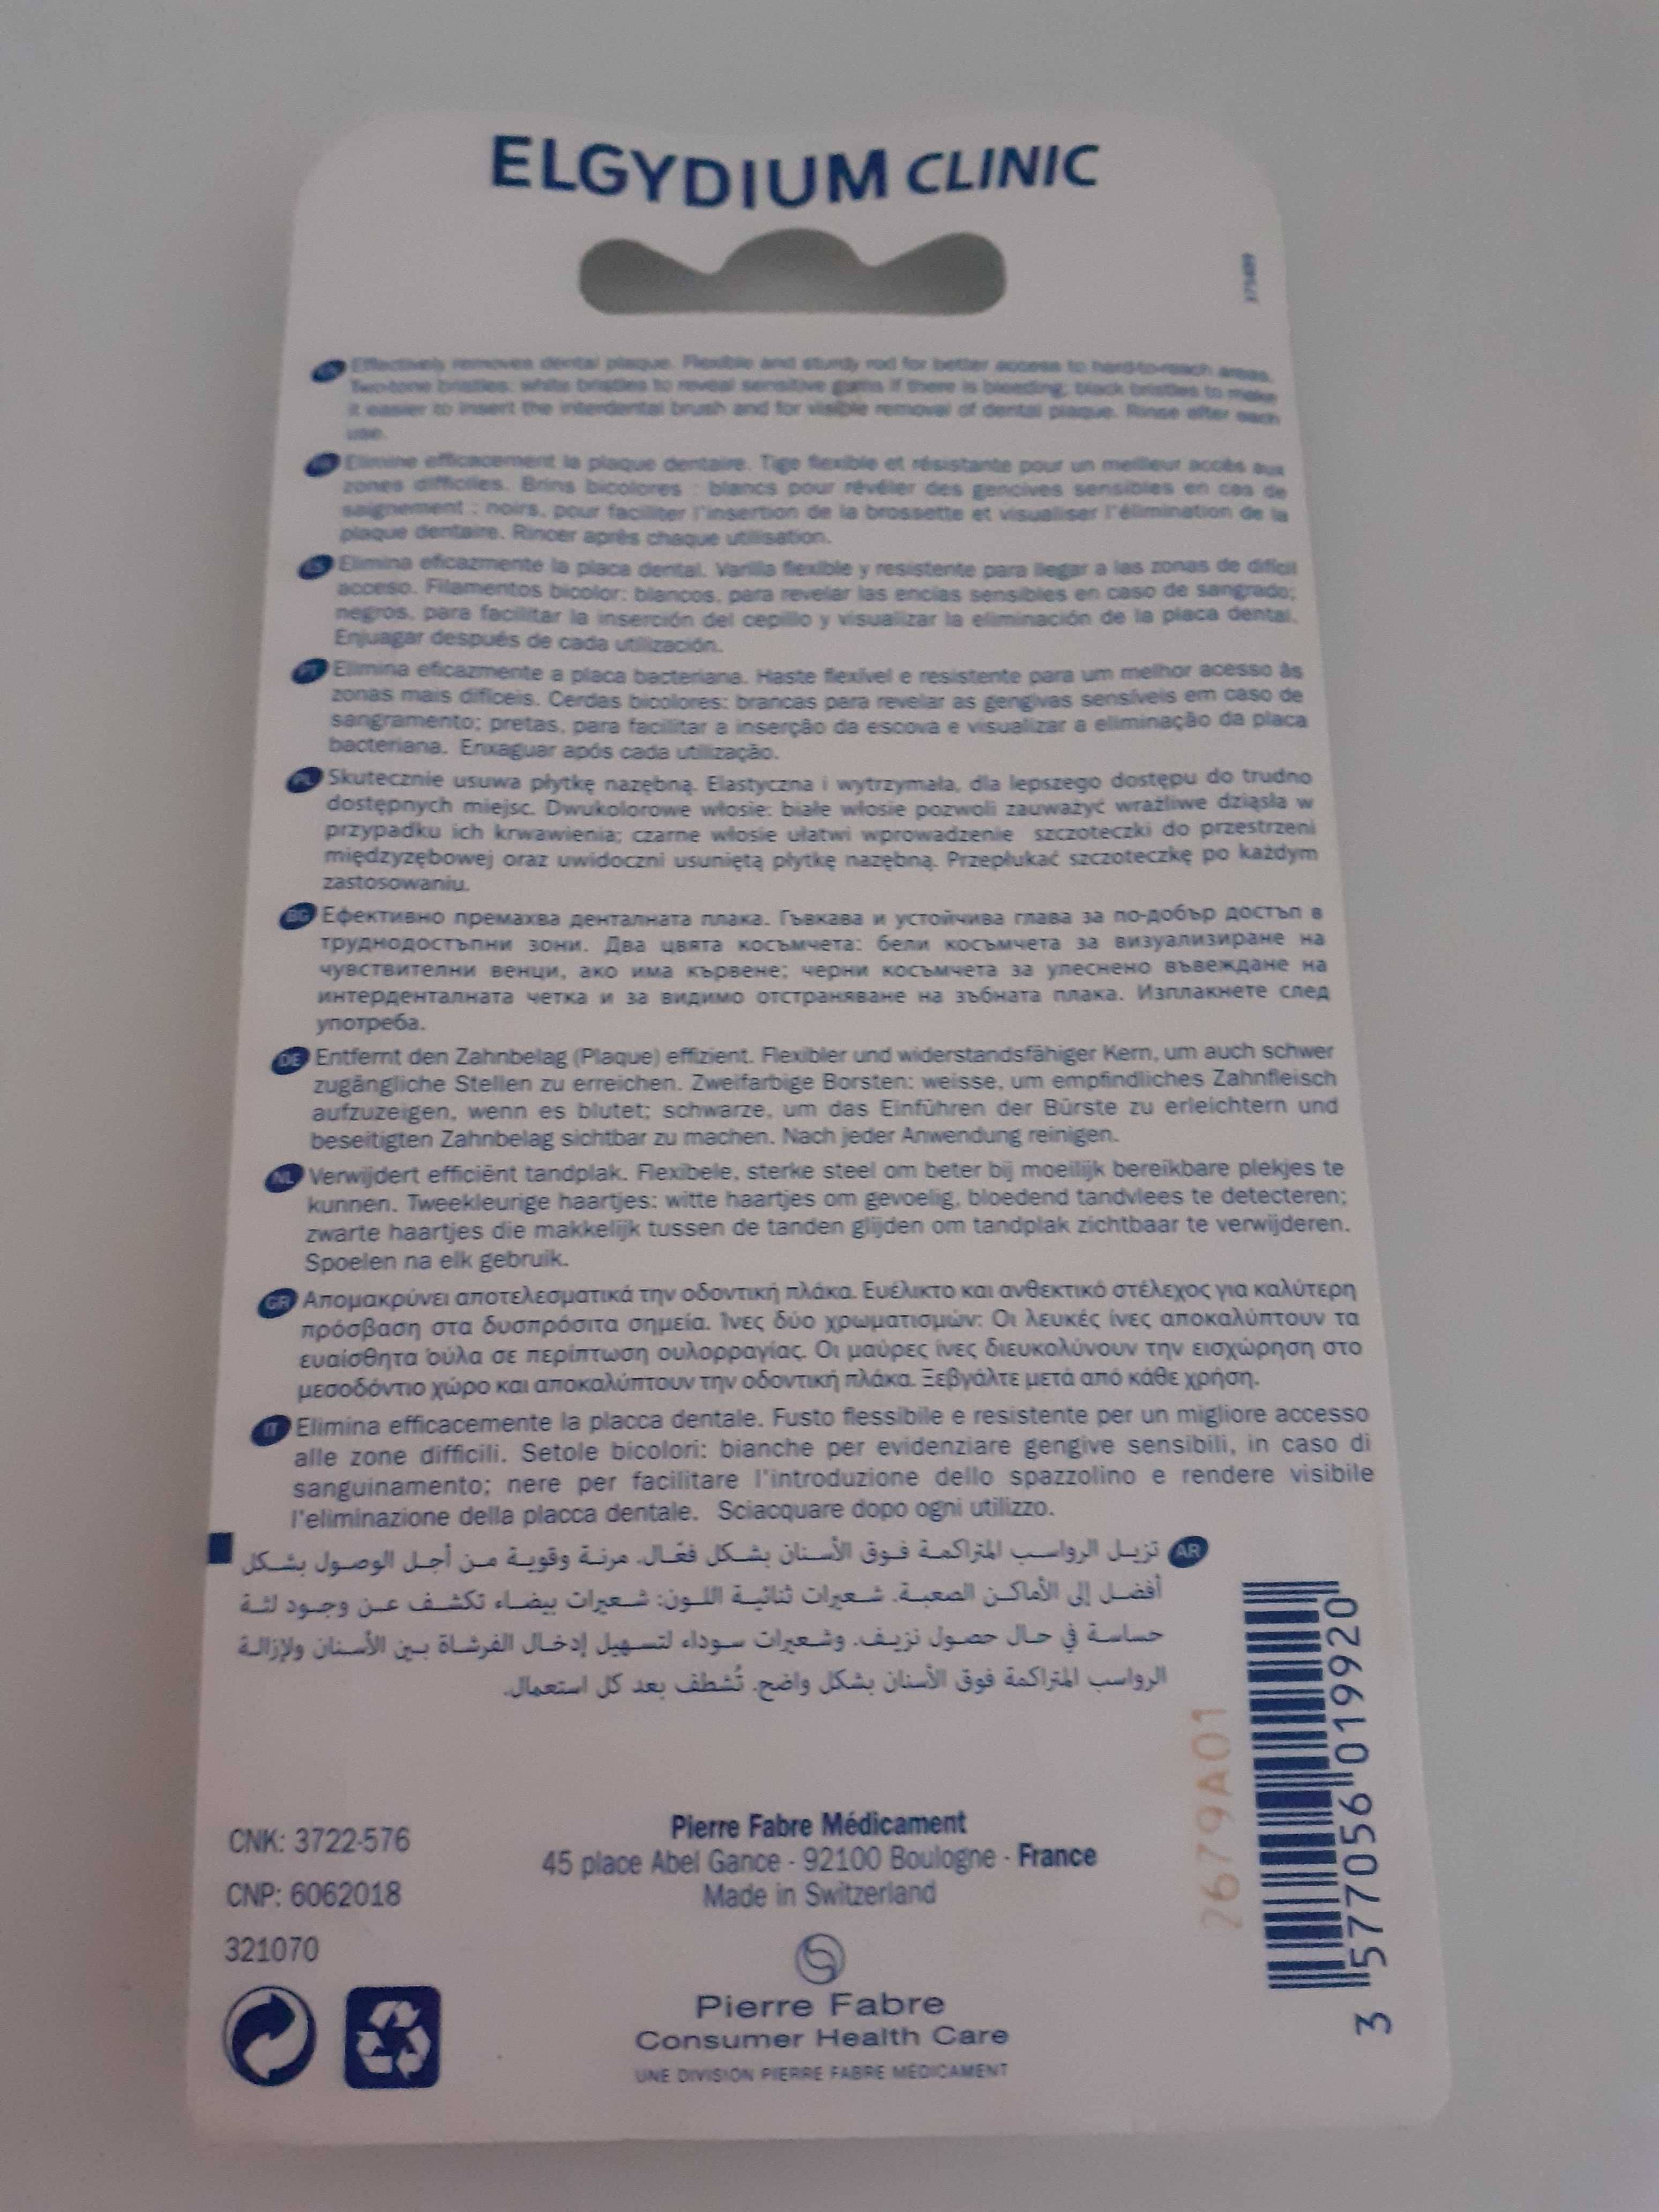 ELGYDIUM CLINIC
Effectively removes dental plaque. Flexible and sturdy rod for better access to hard-to-reach areas.
Two-tone bristles: white bristles to reveal sensitive gums if there is bleeding; black bristles to make
it easier to insert the interdental brush and for visible removal of dental plaque. Rinse after each
use.
Elimine efficacement la plaque dentaire. Tige flexible et résistante pour un meilleur accès aux
zones difficiles. Brins bicolores : blancs pour révéler des gencives sensibles en cas de
saignement ; noirs, pour faciliter l'insertion de la brossette et visualiser l'élimination de la
plaque dentaire. Rincer après chaque utilisation.
ES Elimina eficazmente la placa dental. Varilla flexible y resistente para llegar a las zonas de difícil
acceso. Filamentos bicolor: blancos, para revelar las encías sensibles en caso de sangrado;
negros, para facilitar la inserción del cepillo y visualizar la eliminación de la placa dental.
Enjuagar después de cada utilización.
PT Elimina eficazmente a placa bacteriana. Haste flexível e resistente para um melhor acesso às
zonas mais difíceis. Cerdas bicolores: brancas para revelar as gengivas sensíveis em caso de
sangramento; pretas, para facilitar a inserção da escova e visualizar a eliminação da placa
bacteriana. Enxaguar após cada utilização.
PL Skutecznie usuwa płytkę nazębną. Elastyczna i wytrzymała, dla lepszego dostępu do trudno
dostępnych miejsc. Dwukolorowe włosie: białe włosie pozwoli zauważyć wrażliwe dziąsła w
przypadku ich krwawienia; czarne włosie ułatwi wprowadzenie szczoteczki do przestrzeni
międzyzębowej oraz uwidoczni usuniętą płytkę nazębną. Przepłukać szczoteczkę po każdym
zastosowaniu.
BG Ефективно премахва денталната плака. Гъвкава и устойчива глава за по-добър достъп в
труднодостъпни зони. Два цвята косъмчета: бели косъмчета за визуализиране на
чувствителни венци, ако има кървене; черни косъмчета за улеснено въвеждане на
интерденталната четка и за видимо отстраняване на зъбната плака. Изплакнете след
употреба.
DE Entfernt den Zahnbelag (Plaque) effizient. Flexibler und widerstandsfähiger Kern, um auch schwer
zugängliche Stellen zu erreichen. Zweifarbige Borsten: weisse, um empfindliches Zahnfleisch
aufzuzeigen, wenn es blutet; schwarze, um das Einführen der Bürste zu erleichtern und
beseitigten Zahnbelag sichtbar zu machen. Nach jeder Anwendung reinigen.
NL Verwijdert efficiënt tandplak. Flexibele, sterke steel om beter bij moeilijk bereikbare plekjes te
kunnen. Tweekleurige haartjes: witte haartjes om gevoelig, bloedend tandvlees te detecteren;
zwarte haartjes die makkelijk tussen de tanden glijden om tandplak zichtbaar te verwijderen.
Spoelen na elk gebruik.
GR Απομακρύνει αποτελεσματικά την οδοντική πλάκα. Ευέλικτο και ανθεκτικό στέλεχος για καλύτερη
πρόσβαση στα δυσπρόσιτα σημεία. Ίνες δύο χρωματισμών: Οι λευκές ίνες αποκαλύπτουν τα
ευαίσθητα ούλα σε περίπτωση ουλορραγίας. Οι μαύρες ίνες διευκολύνουν την εισχώρηση στο
μεσοδόντιο χώρο και αποκαλύπτουν την οδοντική πλάκα. Ξεβγάλτε μετά από κάθε χρήση.
IT Elimina efficacemente la placca dentale. Fusto flessibile e resistente per un migliore accesso
alle zone difficili. Setole bicolori: bianche per evidenziare gengive sensibili, in caso di
sanguinamento; nere per facilitare l'introduzione dello spazzolino e rendere visibile
l'eliminazione della placca dentale. Sciacquare dopo ogni utilizzo.
AR تزيل الرواسب المتراكمة فوق الأسنان بشكل فعّال. مرنة وقوية من أجل الوصول بشكل
أفضل إلى الأماكن الصعبة. شعيرات ثنائية اللون: شعيرات بيضاء تكشف عن وجود لثة
حساسة في حال حصول نزيف. وشعيرات سوداء لتسهيل إدخال الفرشاة بين الأسنان ولإزالة
الرواسب المتراكمة فوق الأسنان بشكل واضح. تُشطف بعد كل استعمال.
CNK: 3722-576
CNP: 6062018
321070
Pierre Fabre Médicament
45 place Abel Gance - 92100 Boulogne - France
Made in Switzerland
Pierre Fabre
Consumer Health Care
UNE DIVISION PIERRE FABRE MÉDICAMENT
2679A01
3 577056 019920